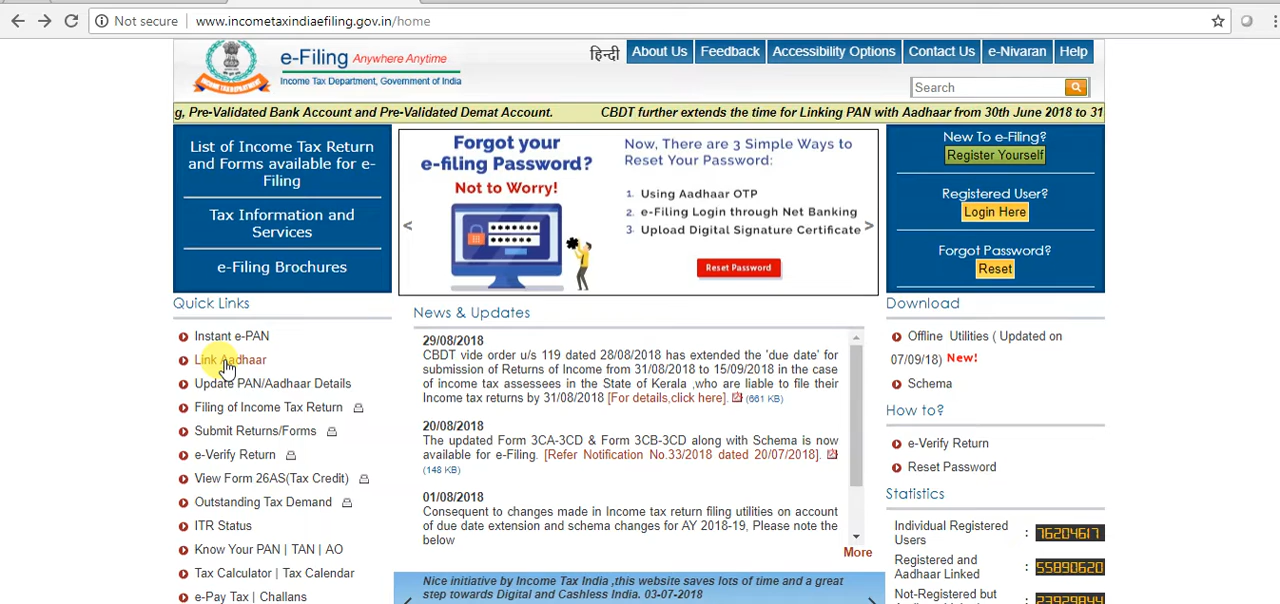 Not secure | www.incometaxindiaefiling.gov.in/home
e-Filing Anywhere Anytime
Income Tax Department, Government of India
हिन्दी About Us Feedback Accessibility Options Contact Us e-Nivaran Help
Search
g, Pre-Validated Bank Account and Pre-Validated Demat Account. CBDT further extends the time for Linking PAN with Aadhaar from 30th June 2018 to 31
List of Income Tax Return
and Forms available for e-
Filing
Tax Information and
Services
e-Filing Brochures
Forgot your
e-filing Password?
Not to Worry!
Now, There are 3 Simple Ways to
Reset Your Password:
1. Using Aadhaar OTP
2. e-Filing Login through Net Banking
3. Upload Digital Signature Certificate
Reset Password
< >
New To e-Filing?
Register Yourself
Registered User?
Login Here
Forgot Password?
Reset
Quick Links
Instant e-PAN
Link Aadhaar
Update PAN/Aadhaar Details
Filing of Income Tax Return
Submit Returns/Forms
e-Verify Return
View Form 26AS(Tax Credit)
Outstanding Tax Demand
ITR Status
Know Your PAN | TAN | AO
Tax Calculator | Tax Calendar
e-Pay Tax | Challans
News & Updates
29/08/2018
CBDT vide order u/s 119 dated 28/08/2018 has extended the 'due date' for
submission of Returns of Income from 31/08/2018 to 15/09/2018 in the
case of income tax assessees in the State of Kerala ,who are liable to file their
Income tax returns by 31/08/2018 [For details,click here]. (661 KB)
20/08/2018
The updated Form 3CA-3CD & Form 3CB-3CD along with Schema is now
available for e-Filing. [Refer Notification No.33/2018 dated 20/07/2018].
(148 KB)
01/08/2018
Consequent to changes made in Income tax return filing utilities on account
of due date extension and schema changes for AY 2018-19, Please note the
below
More
Nice initiative by Income Tax India ,this website saves lots of time and a great
step towards Digital and Cashless India. 03-07-2018
Download
Offline Utilities ( Updated on
07/09/18) New!
Schema
How to?
e-Verify Return
Reset Password
Statistics
Individual Registered
Users : 76204617
Registered and
Aadhaar Linked : 55890620
Not-Registered but
: 23929844